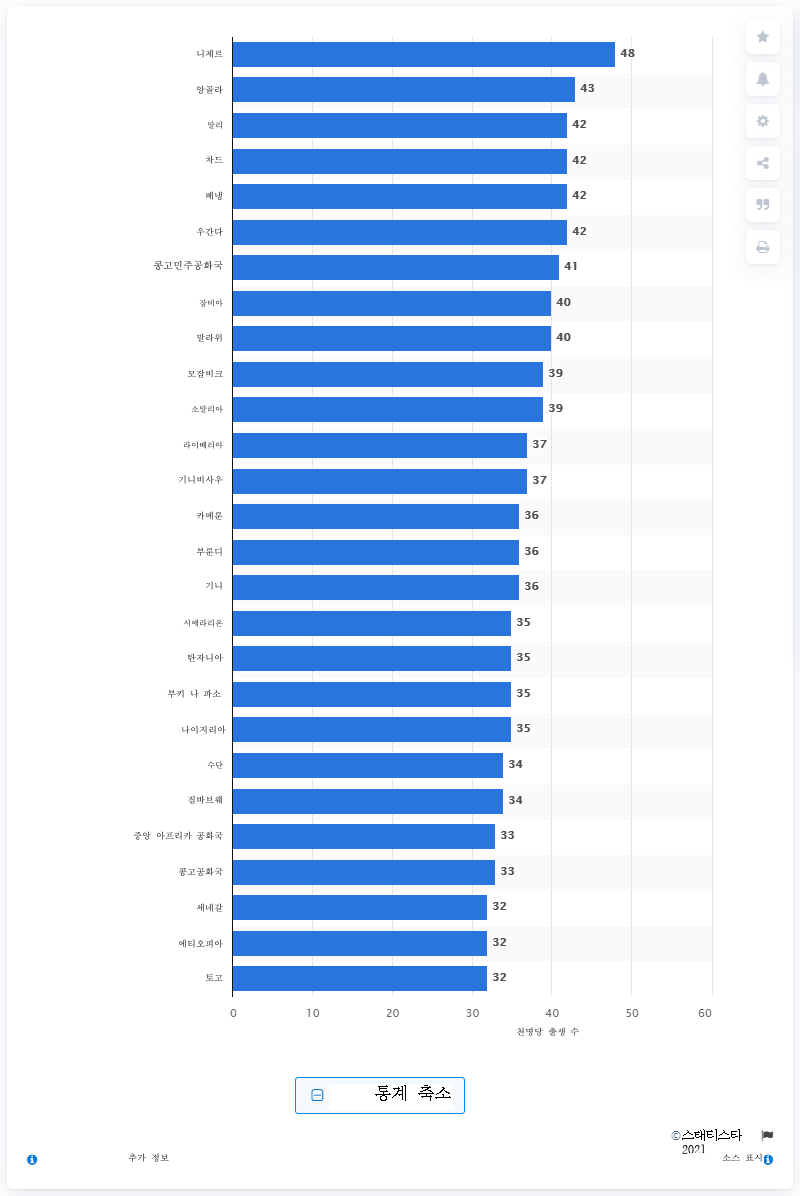 니제르 48
앙골라 43
말리 42
차드 42
베냉 42
우간다 42
콩고민주공화국 41
잠비아 40
말라위 40
모잠비크 39
소말리아 39
라이베리아 37
기니비사우 37
카메룬 36
부룬디 36
기니 36
시에라리온 35
탄자니아 35
부키 나 파소 35
나이지리아 35
수단 34
짐바브웨 34
중앙 아프리카 공화국 33
콩고공화국 33
세네갈 32
에티오피아 32
토고 32
0 10 20 30 40 50 60
천명당 출생 수
통계 축소
©스태티스타
2021
추가 정보 소스 표시